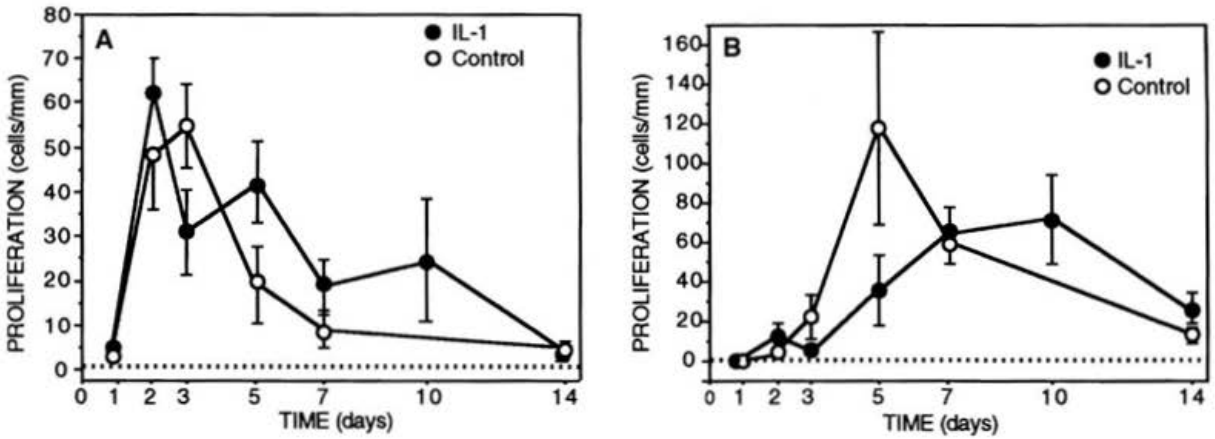 A
IL-1
Control
PROLIFERATION (cells/mm)
80
70
60
50
40
30
20
10
0
0 1 2 3 5 7 10 14
TIME (days)
B
IL-1
Control
PROLIFERATION (cells/mm)
160
140
120
100
80
60
40
20
0
0 1 2 3 5 7 10 14
TIME (days)